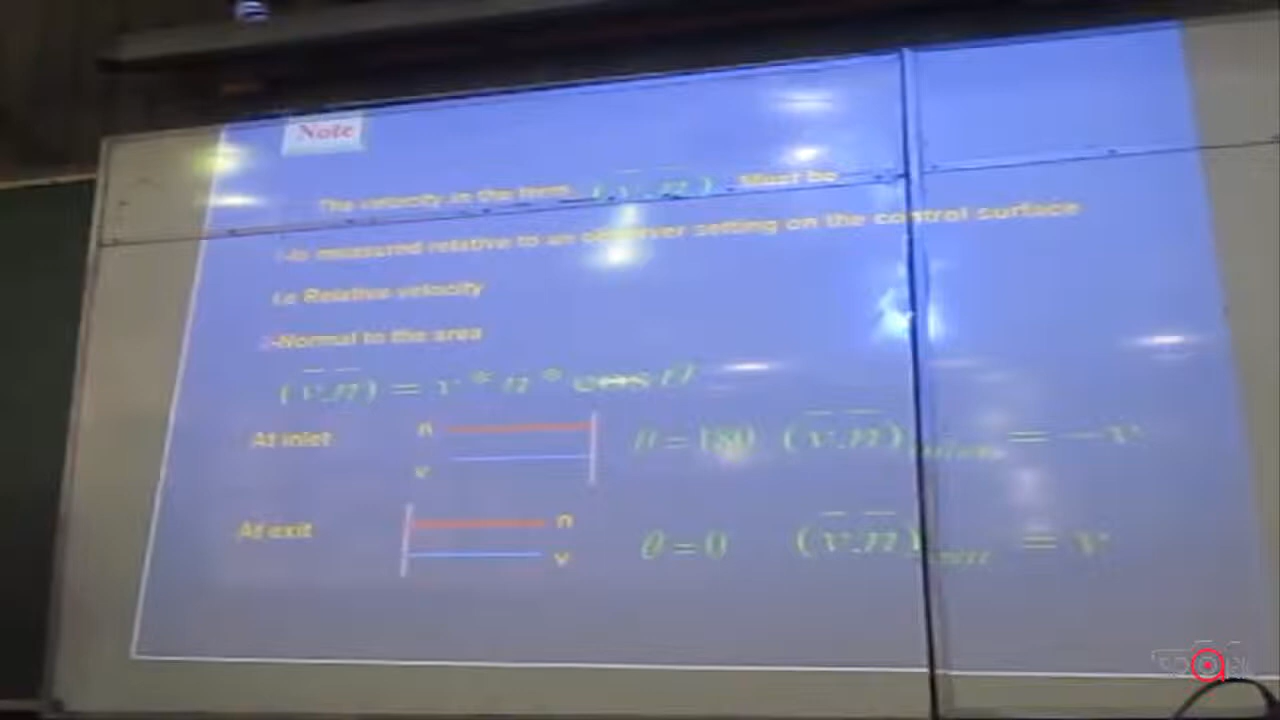 Note
The velocity in the term (v̅.n̅) Must be
1-Is measured relative to an observer setting on the control surface
i.e Relative velocity
2-Normal to the area
(v̅.n̅) = v * n * cos θ
At inlet n θ = 180 (v̅.n̅) = -v
v
At exit n θ = 0 (v̅.n̅) = v
v